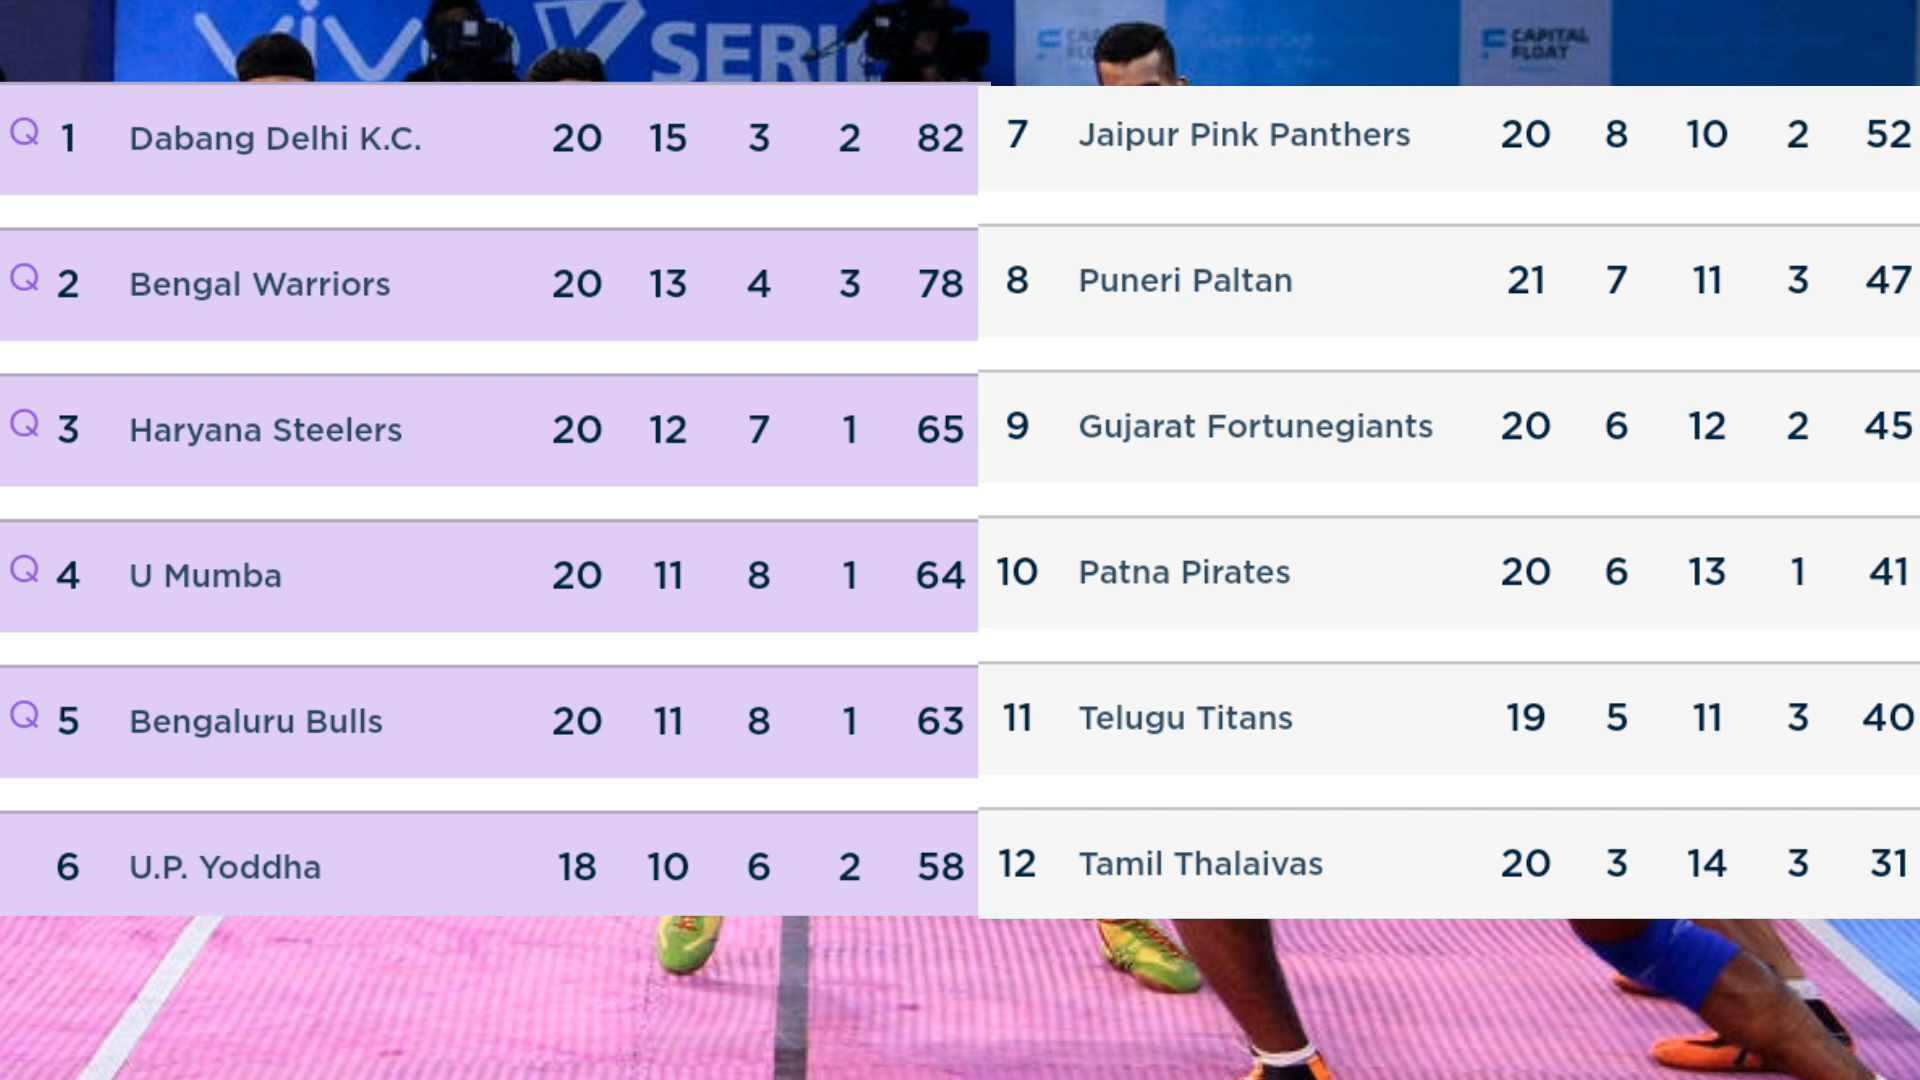 vivo SERI
CAPITAL
FLOAT
Q 1 Dabang Delhi K.C. 20 15 3 2 82
Q 2 Bengal Warriors 20 13 4 3 78
Q 3 Haryana Steelers 20 12 7 1 65
Q 4 U Mumba 20 11 8 1 64
Q 5 Bengaluru Bulls 20 11 8 1 63
6 U.P. Yoddha 18 10 6 2 58
7 Jaipur Pink Panthers 20 8 10 2 52
8 Puneri Paltan 21 7 11 3 47
9 Gujarat Fortunegiants 20 6 12 2 45
10 Patna Pirates 20 6 13 1 41
11 Telugu Titans 19 5 11 3 40
12 Tamil Thalaivas 20 3 14 3 31